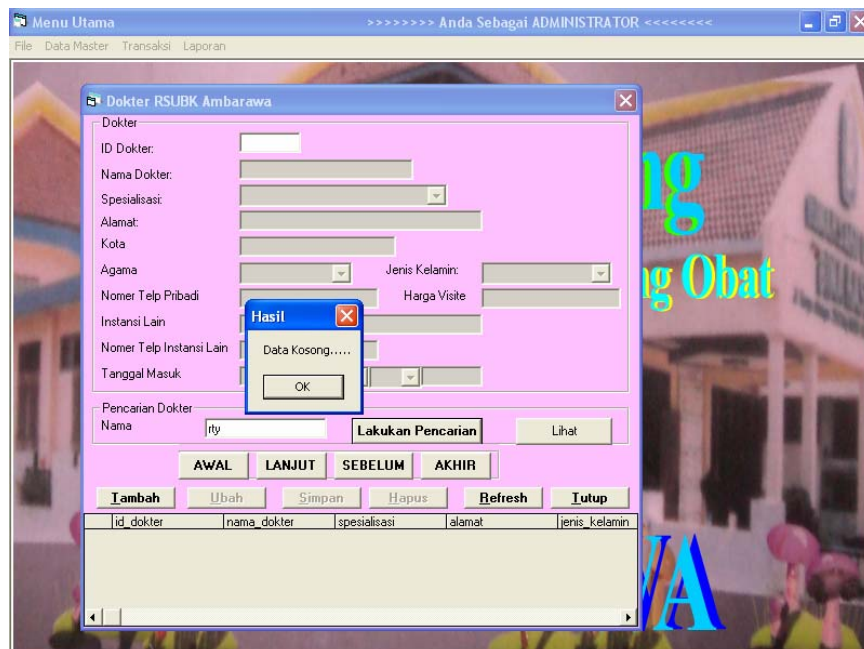 Menu Utama
>>>>>>>> Anda Sebagai ADMINISTRATOR <<<<<<<<
File Data Master Transaksi Laporan
Dokter RSUBK Ambarawa
Dokter
ID Dokter:
Nama Dokter:
Spesialisasi:
Alamat:
Kota
Agama
Jenis Kelamin:
Nomer Telp Pribadi
Harga Visite
Instansi Lain
Nomer Telp Instansi Lain
Tanggal Masuk
Hasil
Data Kosong.....
OK
Pencarian Dokter
Nama
rty
Lakukan Pencarian
Lihat
AWAL LANJUT SEBELUM AKHIR
Tambah Ubah Simpan Hapus Refresh Tutup
id_dokter nama_dokter spesialisasi alamat jenis_kelamin
ng
ng Obat
WA